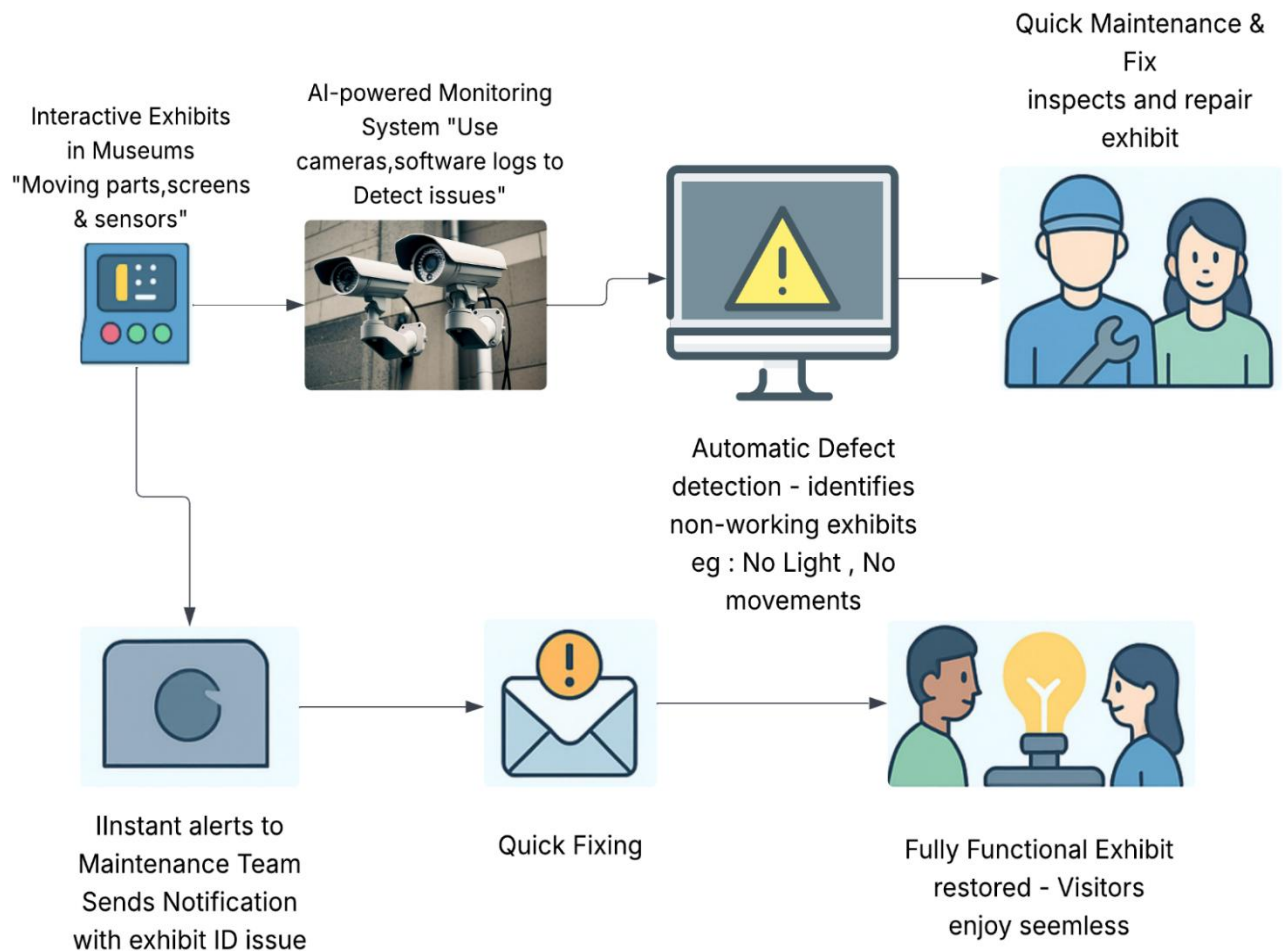 Interactive Exhibits
in Museums
"Moving parts,screens
& sensors"
AI-powered Monitoring
System "Use
cameras,software logs to
Detect issues"
Quick Maintenance &
Fix
inspects and repair
exhibit
Automatic Defect
detection - identifies
non-working exhibits
eg : No Light , No
movements
IInstant alerts to
Maintenance Team
Sends Notification
with exhibit ID issue
Quick Fixing
Fully Functional Exhibit
restored - Visitors
enjoy seemless